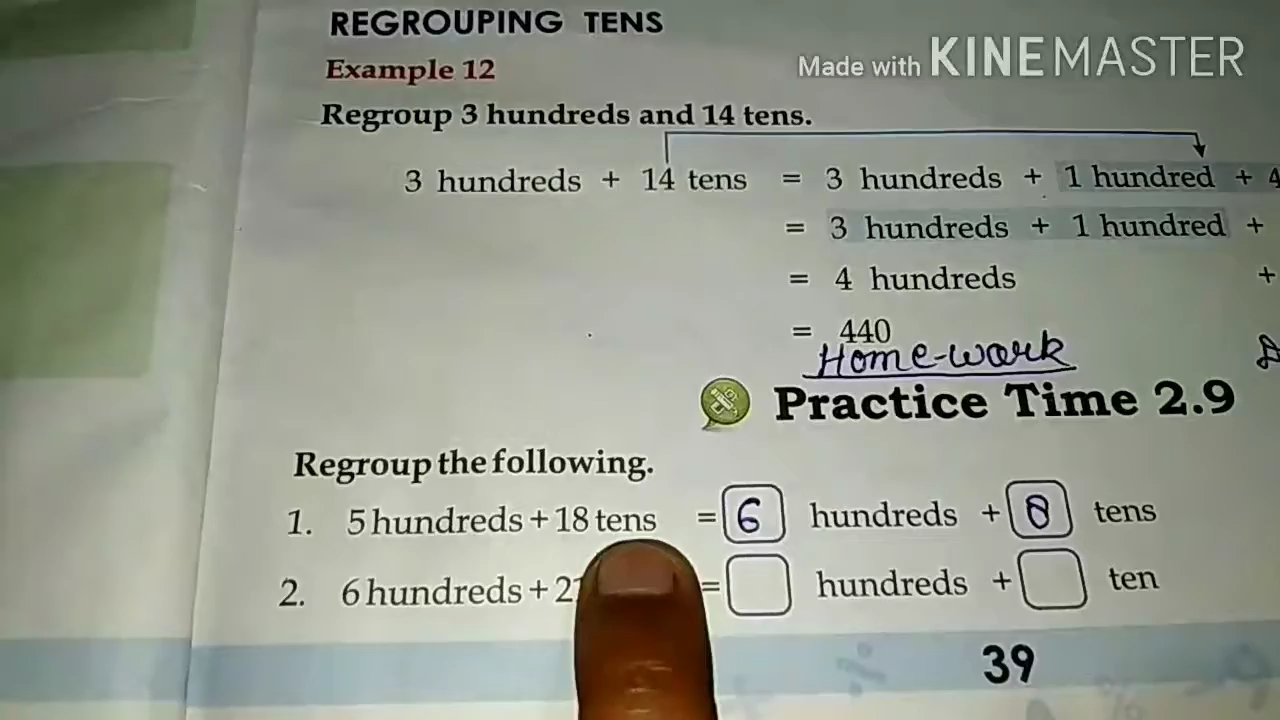 REGROUPING TENS
Made with KINEMASTER
Example 12
Regroup 3 hundreds and 14 tens.
3 hundreds + 14 tens = 3 hundreds + 1 hundred + 4
= 3 hundreds + 1 hundred +
= 4 hundreds +
= 440
Home-work
Practice Time 2.9
Regroup the following.
1. 5 hundreds + 18 tens = 6 hundreds + 8 tens
2. 6 hundreds + = hundreds + ten
39